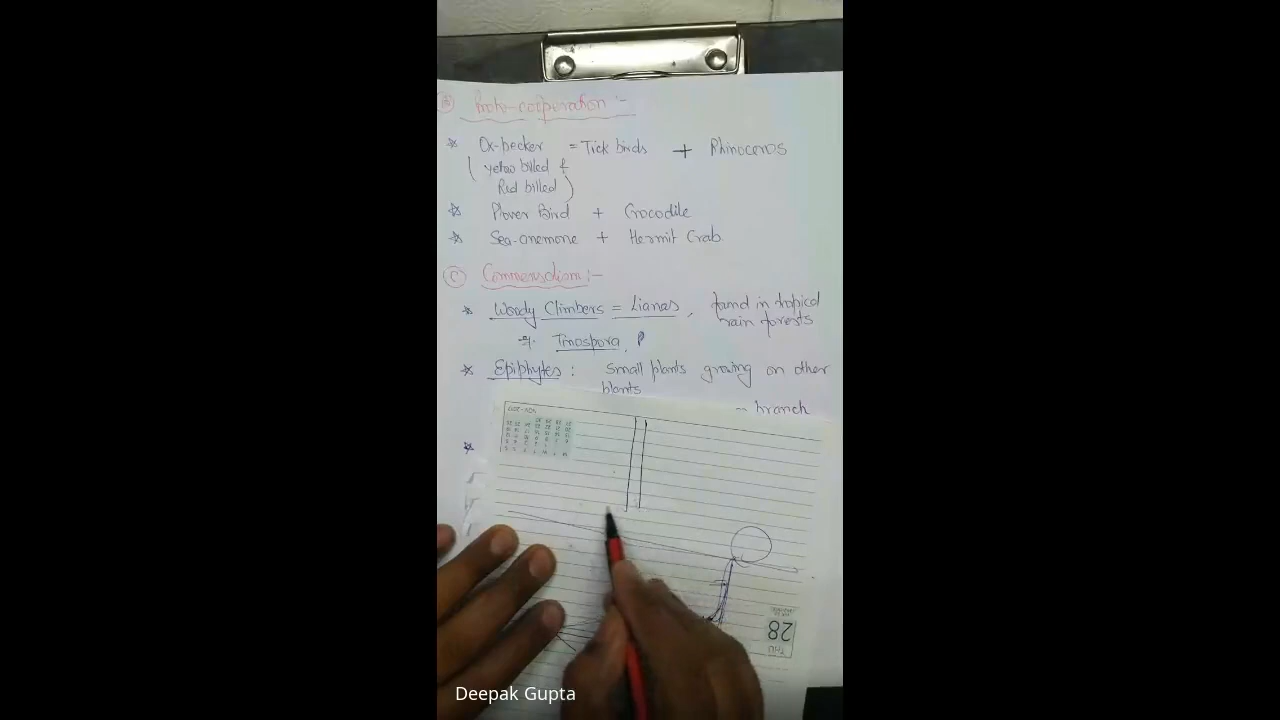 Proto-cooperation :-
* Ox-pecker = Tick birds + Rhinoceros
( yellow billed &
Red billed )
* Plover Bird + Crocodile
* Sea-anemone + Hermit Crab
(C) Commensalism :-
* Woody Climbers = Lianas, found in tropical
rain forests
eg. Tinospora, P
* Epiphytes : Small plants growing on other
plants
branch
*
28
THU
Deepak Gupta